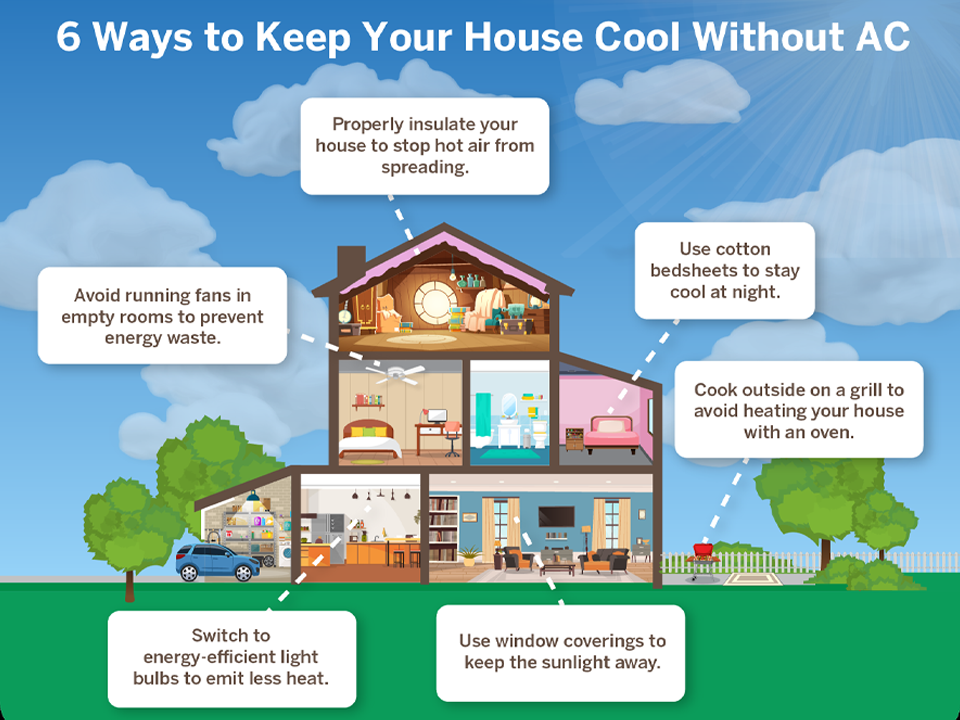 6 Ways to Keep Your House Cool Without AC
Properly insulate your
house to stop hot air from
spreading.
Use cotton
bedsheets to stay
cool at night.
Avoid running fans in
empty rooms to prevent
energy waste.
Cook outside on a grill to
avoid heating your house
with an oven.
Switch to
energy-efficient light
bulbs to emit less heat.
Use window coverings to
keep the sunlight away.